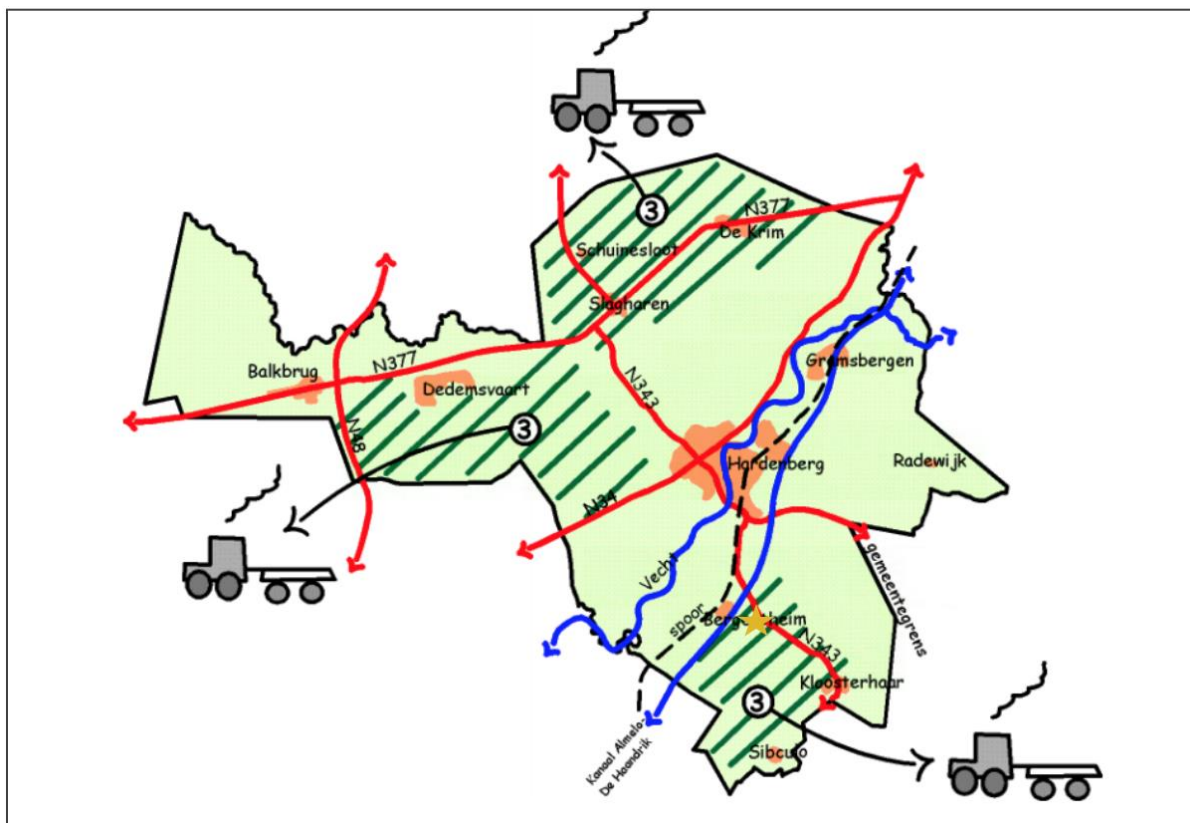 3
N377
De Krim
Schuinesloot
Slagharen
Balkbrug
N377
Dedemsvaart
N343
Gramsbergen
3
N48
Hardenberg
Radewijk
N34
gemeentegrens
Vecht
spoor
N343
Kloosterhaar
3
Sibculo
Kanaal Almelo-
De Haandrik